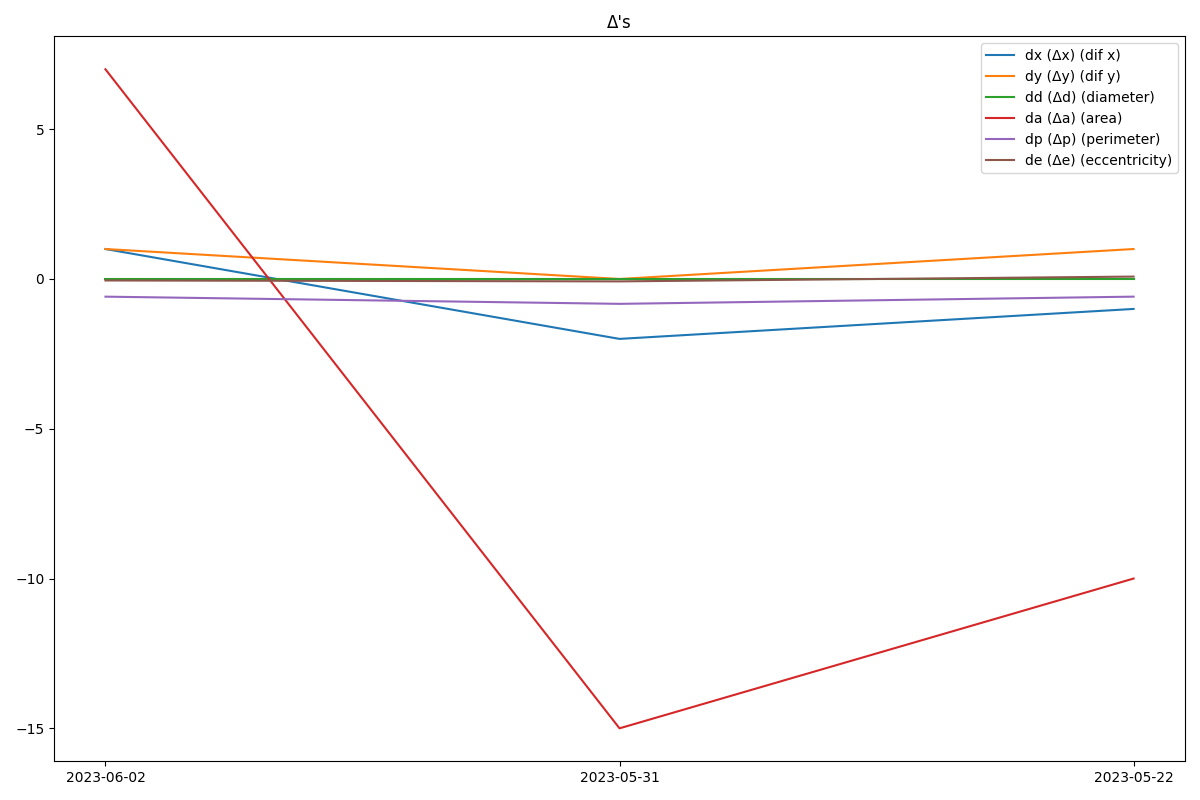 Δ's
dx (Δx) (dif x)
dy (Δy) (dif y)
dd (Δd) (diameter)
da (Δa) (area)
dp (Δp) (perimeter)
de (Δe) (eccentricity)
5
0
−5
−10
−15
2023-06-02
2023-05-31
2023-05-22